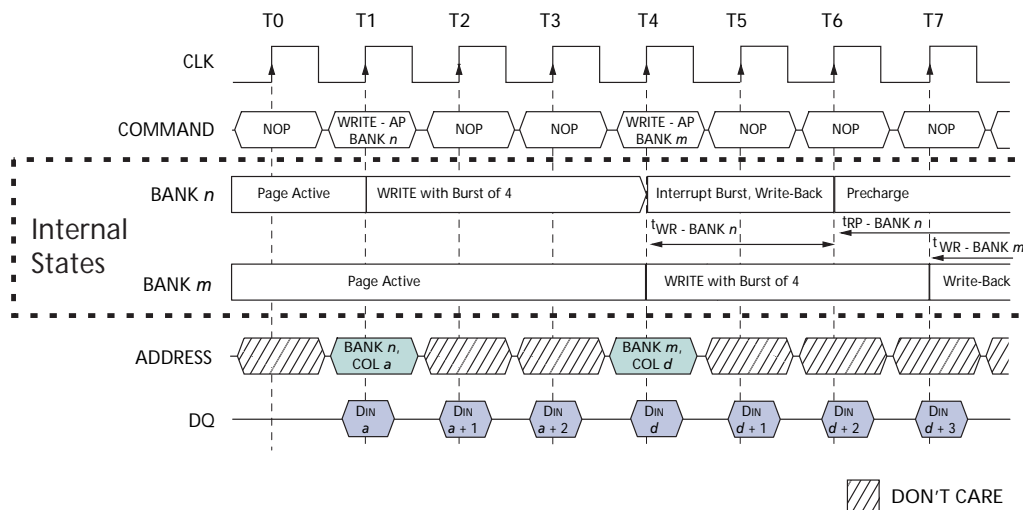 T0 T1 T2 T3 T4 T5 T6 T7
CLK
COMMAND NOP WRITE - AP NOP NOP WRITE - AP NOP NOP NOP
BANK n BANK m
BANK n Page Active WRITE with Burst of 4 Interrupt Burst, Write-Back Precharge
Internal
States
tWR - BANK n tRP - BANK n
tWR - BANK m
BANK m Page Active WRITE with Burst of 4 Write-Back
ADDRESS BANK n, BANK m,
COL a COL d
DQ DIN DIN DIN DIN DIN DIN DIN
a a + 1 a + 2 d d + 1 d + 2 d + 3
DON'T CARE